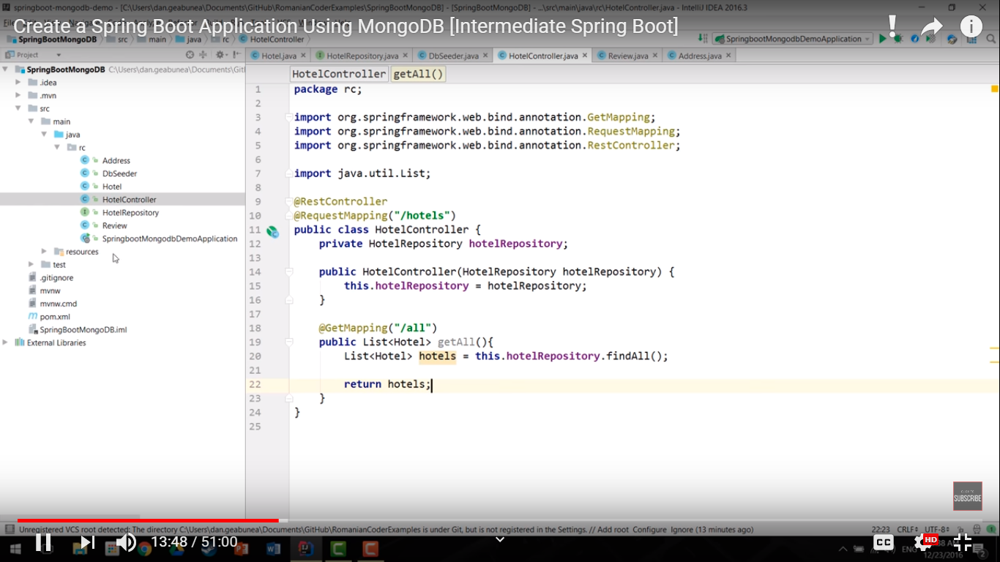 springboot-mongodb-demo - [C:\Users\dan.geabunea\Documents\GitHub\RomanianCoderExamples\SpringBootMongoDB] - [SpringBootMongoDB] - ...\src\main\java\rc\HotelController.java - IntelliJ IDEA 2016.3
Create a Spring Boot Application Using MongoDB [Intermediate Spring Boot]
SpringBootMongoDB src main java rc HotelController
SpringbootMongodbDemoApplication
Project
Hotel.java HotelRepository.java DbSeeder.java HotelController.java Review.java Address.java
SpringBootMongoDB C:\Users\dan.geabunea\Documents\Git
.idea
.mvn
src
main
java
rc
Address
DbSeeder
Hotel
HotelController
HotelRepository
Review
SpringbootMongodbDemoApplication
resources
test
.gitignore
mvnw
mvnw.cmd
pom.xml
SpringBootMongoDB.iml
External Libraries
HotelController getAll()
1 package rc;
2
3 import org.springframework.web.bind.annotation.GetMapping;
4 import org.springframework.web.bind.annotation.RequestMapping;
5 import org.springframework.web.bind.annotation.RestController;
6
7 import java.util.List;
8
9 @RestController
10 @RequestMapping("/hotels")
11 public class HotelController {
12 private HotelRepository hotelRepository;
13
14 public HotelController(HotelRepository hotelRepository) {
15 this.hotelRepository = hotelRepository;
16 }
17
18 @GetMapping("/all")
19 public List<Hotel> getAll(){
20 List<Hotel> hotels = this.hotelRepository.findAll();
21
22 return hotels;
23 }
24 }
25
SUBSCRIBE
Unregistered VCS root detected: The directory C:\Users\dan.geabunea\Documents\GitHub\RomanianCoderExamples is under Git, but is not registered in the Settings. // Add root Configure Ignore (13 minutes ago)
22:23 CRLF UTF-8
13:48 / 51:00
CC
HD
ENG
AM
12/23/2016